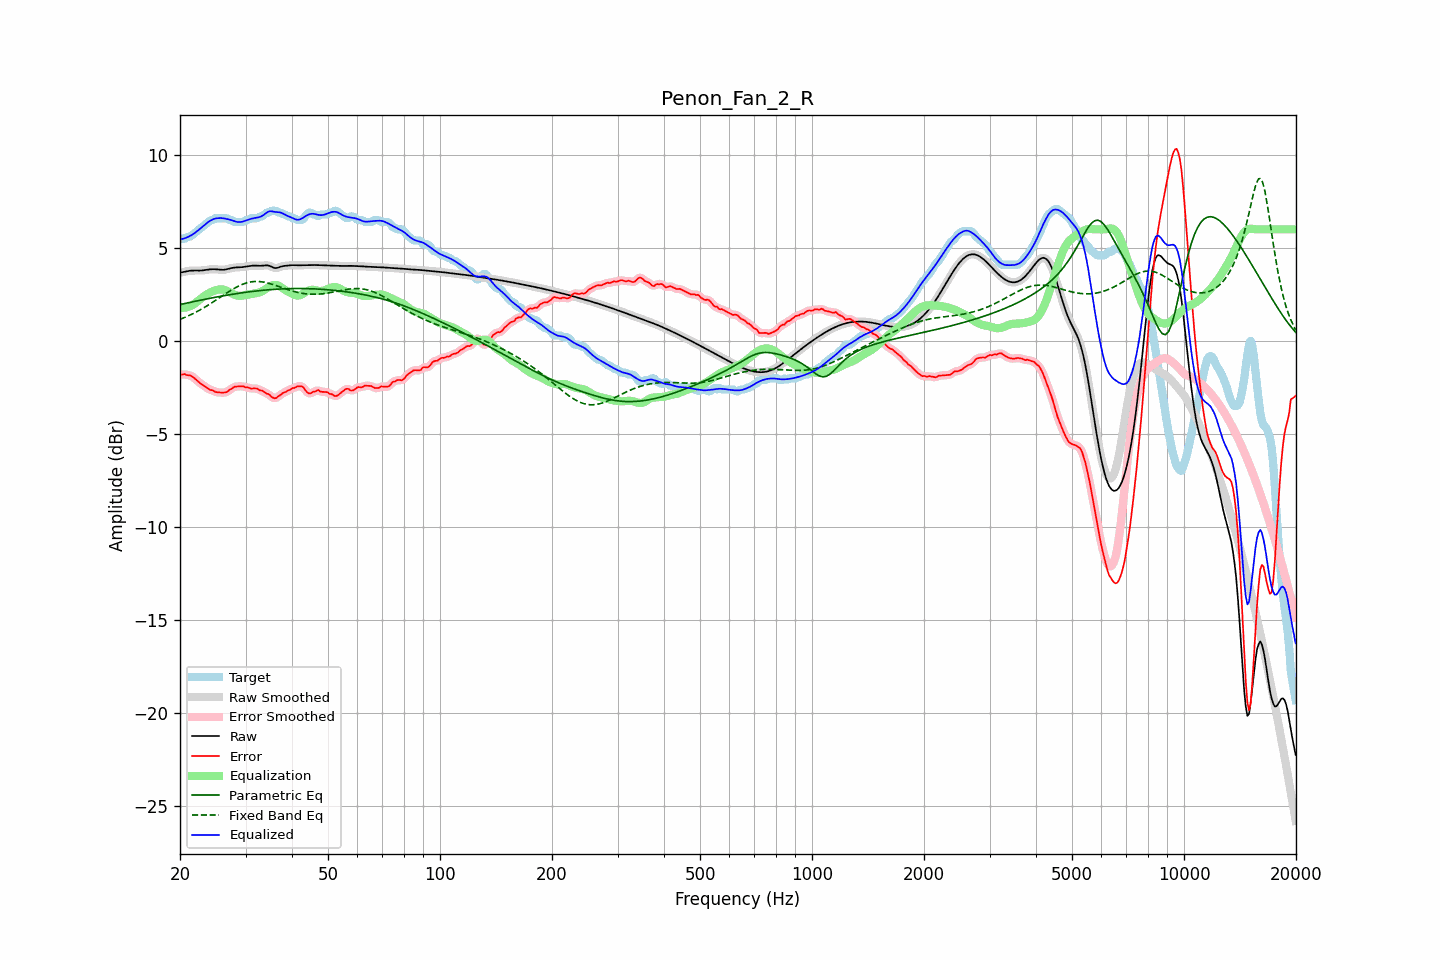 Penon_Fan_2_R
Amplitude (dBr)
10
5
0
−5
−10
−15
−20
−25
Target
Raw Smoothed
Error Smoothed
Raw
Error
Equalization
Parametric Eq
Fixed Band Eq
Equalized
20 50 100 200 500 1000 2000 5000 10000 20000
Frequency (Hz)